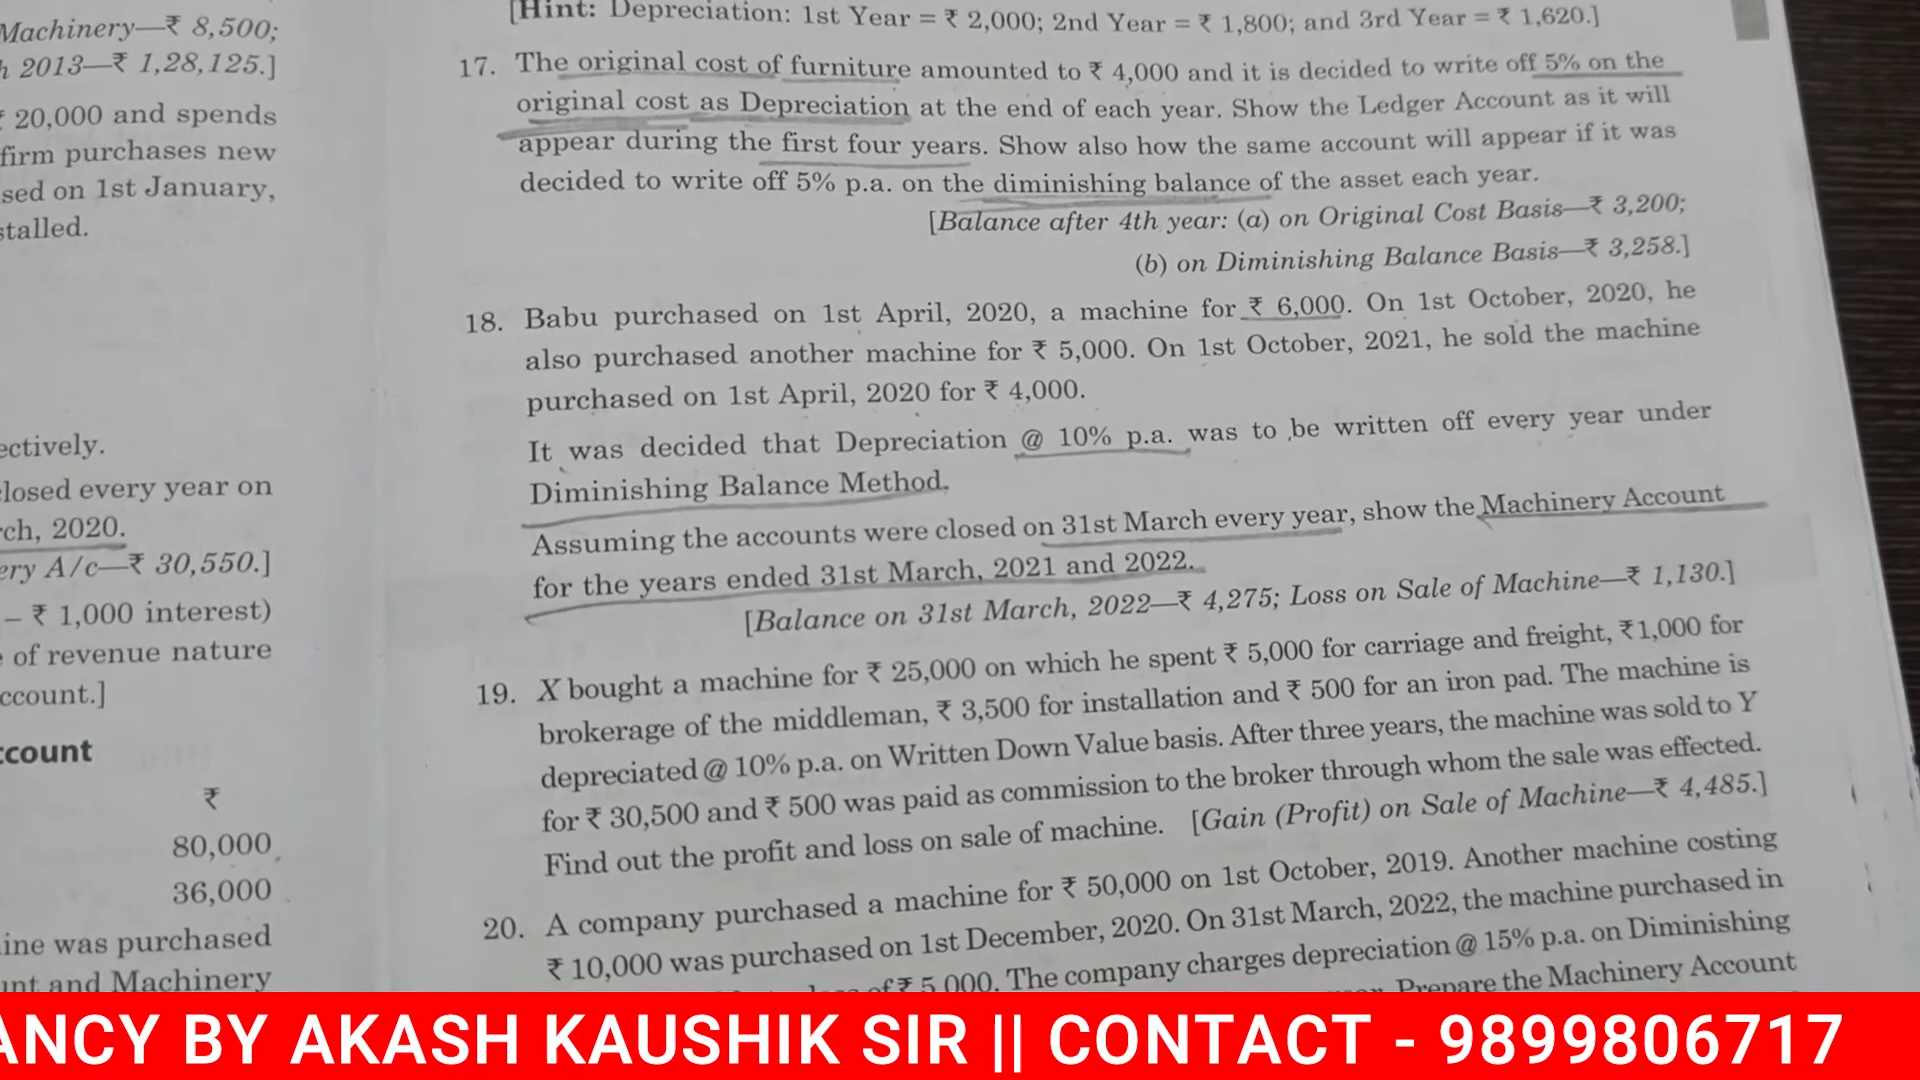 Machinery—₹ 8,500;
2013—₹ 1,28,125.]
20,000 and spends
firm purchases new
sed on 1st January,
stalled.
ectively.
losed every year on
rch, 2020.
ery A/c—₹ 30,550.]
– ₹ 1,000 interest)
of revenue nature
ccount.]
ccount
₹
80,000
36,000
ine was purchased
unt and Machinery
[Hint: Depreciation: 1st Year = ₹ 2,000; 2nd Year = ₹ 1,800; and 3rd Year = ₹ 1,620.]
17. The original cost of furniture amounted to ₹ 4,000 and it is decided to write off 5% on the
original cost as Depreciation at the end of each year. Show the Ledger Account as it will
appear during the first four years. Show also how the same account will appear if it was
decided to write off 5% p.a. on the diminishing balance of the asset each year.
[Balance after 4th year: (a) on Original Cost Basis—₹ 3,200;
(b) on Diminishing Balance Basis—₹ 3,258.]
18. Babu purchased on 1st April, 2020, a machine for ₹ 6,000. On 1st October, 2020, he
also purchased another machine for ₹ 5,000. On 1st October, 2021, he sold the machine
purchased on 1st April, 2020 for ₹ 4,000.
It was decided that Depreciation @ 10% p.a. was to be written off every year under
Diminishing Balance Method.
Assuming the accounts were closed on 31st March every year, show the Machinery Account
for the years ended 31st March, 2021 and 2022.
[Balance on 31st March, 2022—₹ 4,275; Loss on Sale of Machine—₹ 1,130.]
19. X bought a machine for ₹ 25,000 on which he spent ₹ 5,000 for carriage and freight, ₹1,000 for
brokerage of the middleman, ₹ 3,500 for installation and ₹ 500 for an iron pad. The machine is
depreciated @ 10% p.a. on Written Down Value basis. After three years, the machine was sold to Y
for ₹ 30,500 and ₹ 500 was paid as commission to the broker through whom the sale was effected.
Find out the profit and loss on sale of machine. [Gain (Profit) on Sale of Machine—₹ 4,485.]
20. A company purchased a machine for ₹ 50,000 on 1st October, 2019. Another machine costing
₹ 10,000 was purchased on 1st December, 2020. On 31st March, 2022, the machine purchased in
of ₹ 5,000. The company charges depreciation @ 15% p.a. on Diminishing
Prepare the Machinery Account
ANCY BY AKASH KAUSHIK SIR || CONTACT - 9899806717